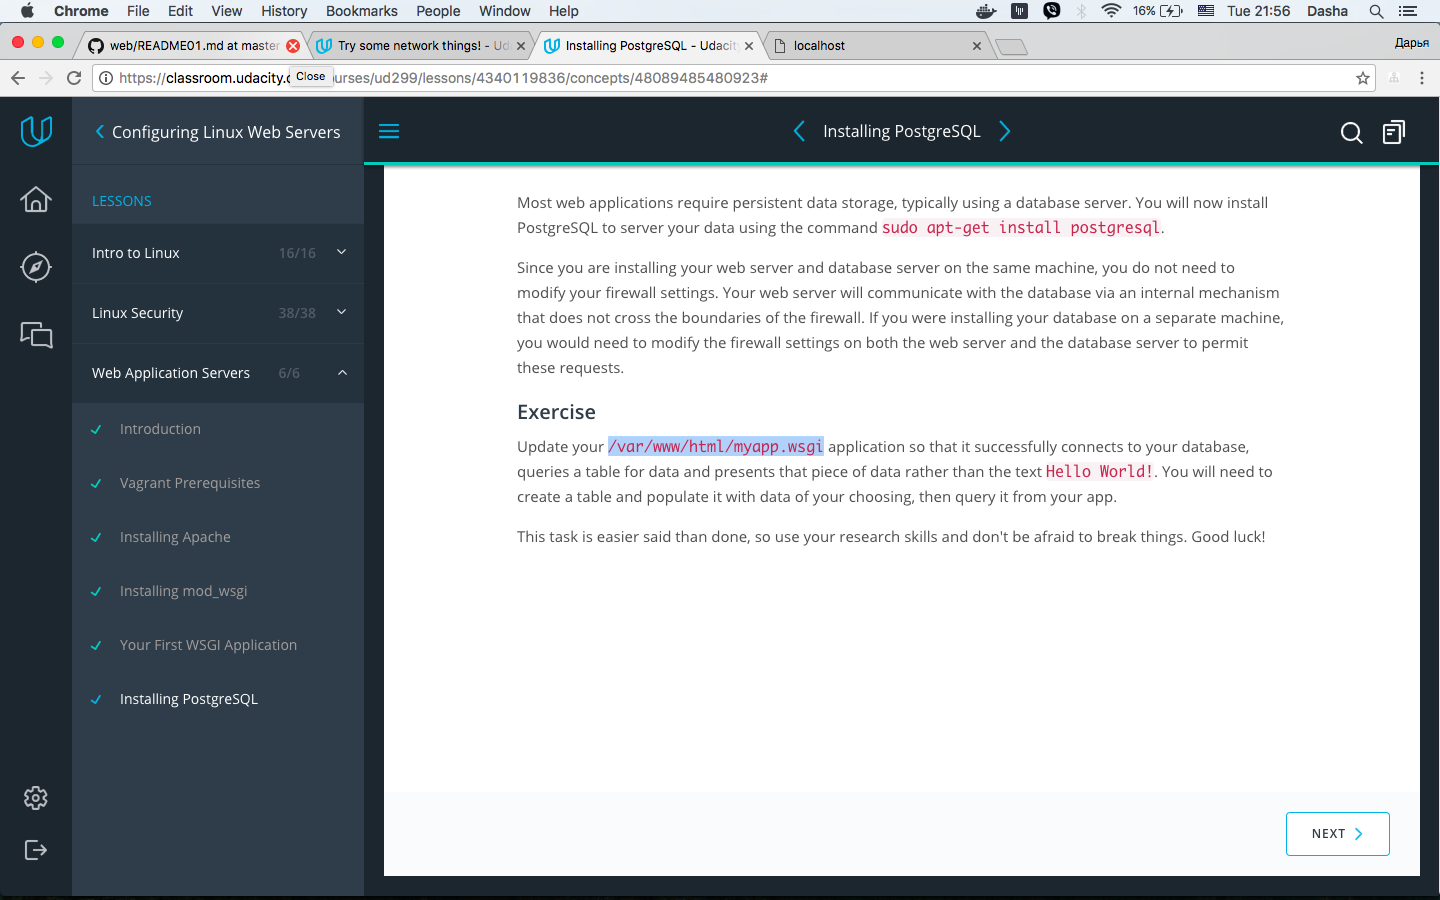 Chrome File Edit View History Bookmarks People Window Help 16% Tue 21:56 Dasha
web/README01.md at master Try some network things! - Uda Installing PostgreSQL - Udacity localhost Дарья
https://classroom.udacity.c Close urses/ud299/lessons/4340119836/concepts/48089485480923#
Configuring Linux Web Servers
Installing PostgreSQL
LESSONS
Intro to Linux 16/16
Linux Security 38/38
Web Application Servers 6/6
Introduction
Vagrant Prerequisites
Installing Apache
Installing mod_wsgi
Your First WSGI Application
Installing PostgreSQL
Most web applications require persistent data storage, typically using a database server. You will now install
PostgreSQL to server your data using the command sudo apt-get install postgresql.
Since you are installing your web server and database server on the same machine, you do not need to
modify your firewall settings. Your web server will communicate with the database via an internal mechanism
that does not cross the boundaries of the firewall. If you were installing your database on a separate machine,
you would need to modify the firewall settings on both the web server and the database server to permit
these requests.
Exercise
Update your /var/www/html/myapp.wsgi application so that it successfully connects to your database,
queries a table for data and presents that piece of data rather than the text Hello World!. You will need to
create a table and populate it with data of your choosing, then query it from your app.
This task is easier said than done, so use your research skills and don't be afraid to break things. Good luck!
NEXT